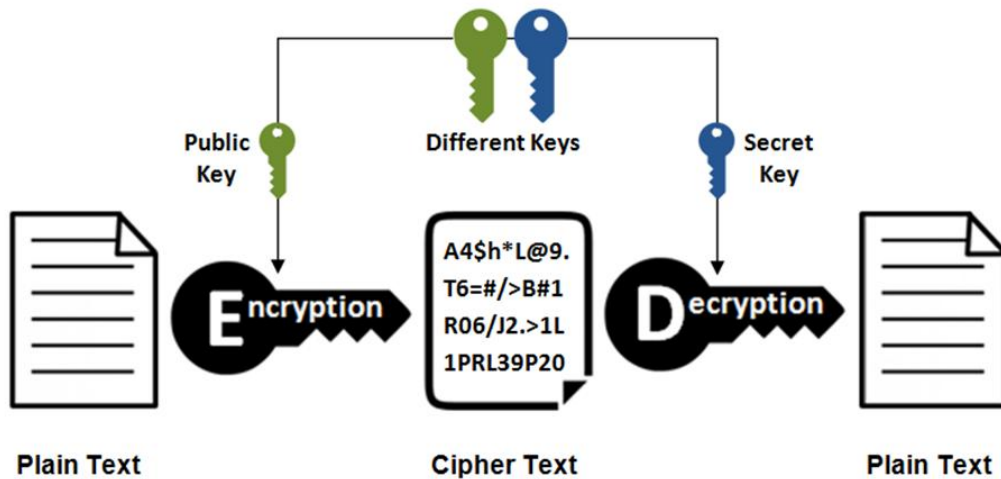 Public
Key
Different Keys
Secret
Key
Encryption
A4$h*L@9.
T6=#/>B#1
R06/J2.>1L
1PRL39P20
Decryption
Plain Text
Cipher Text
Plain Text